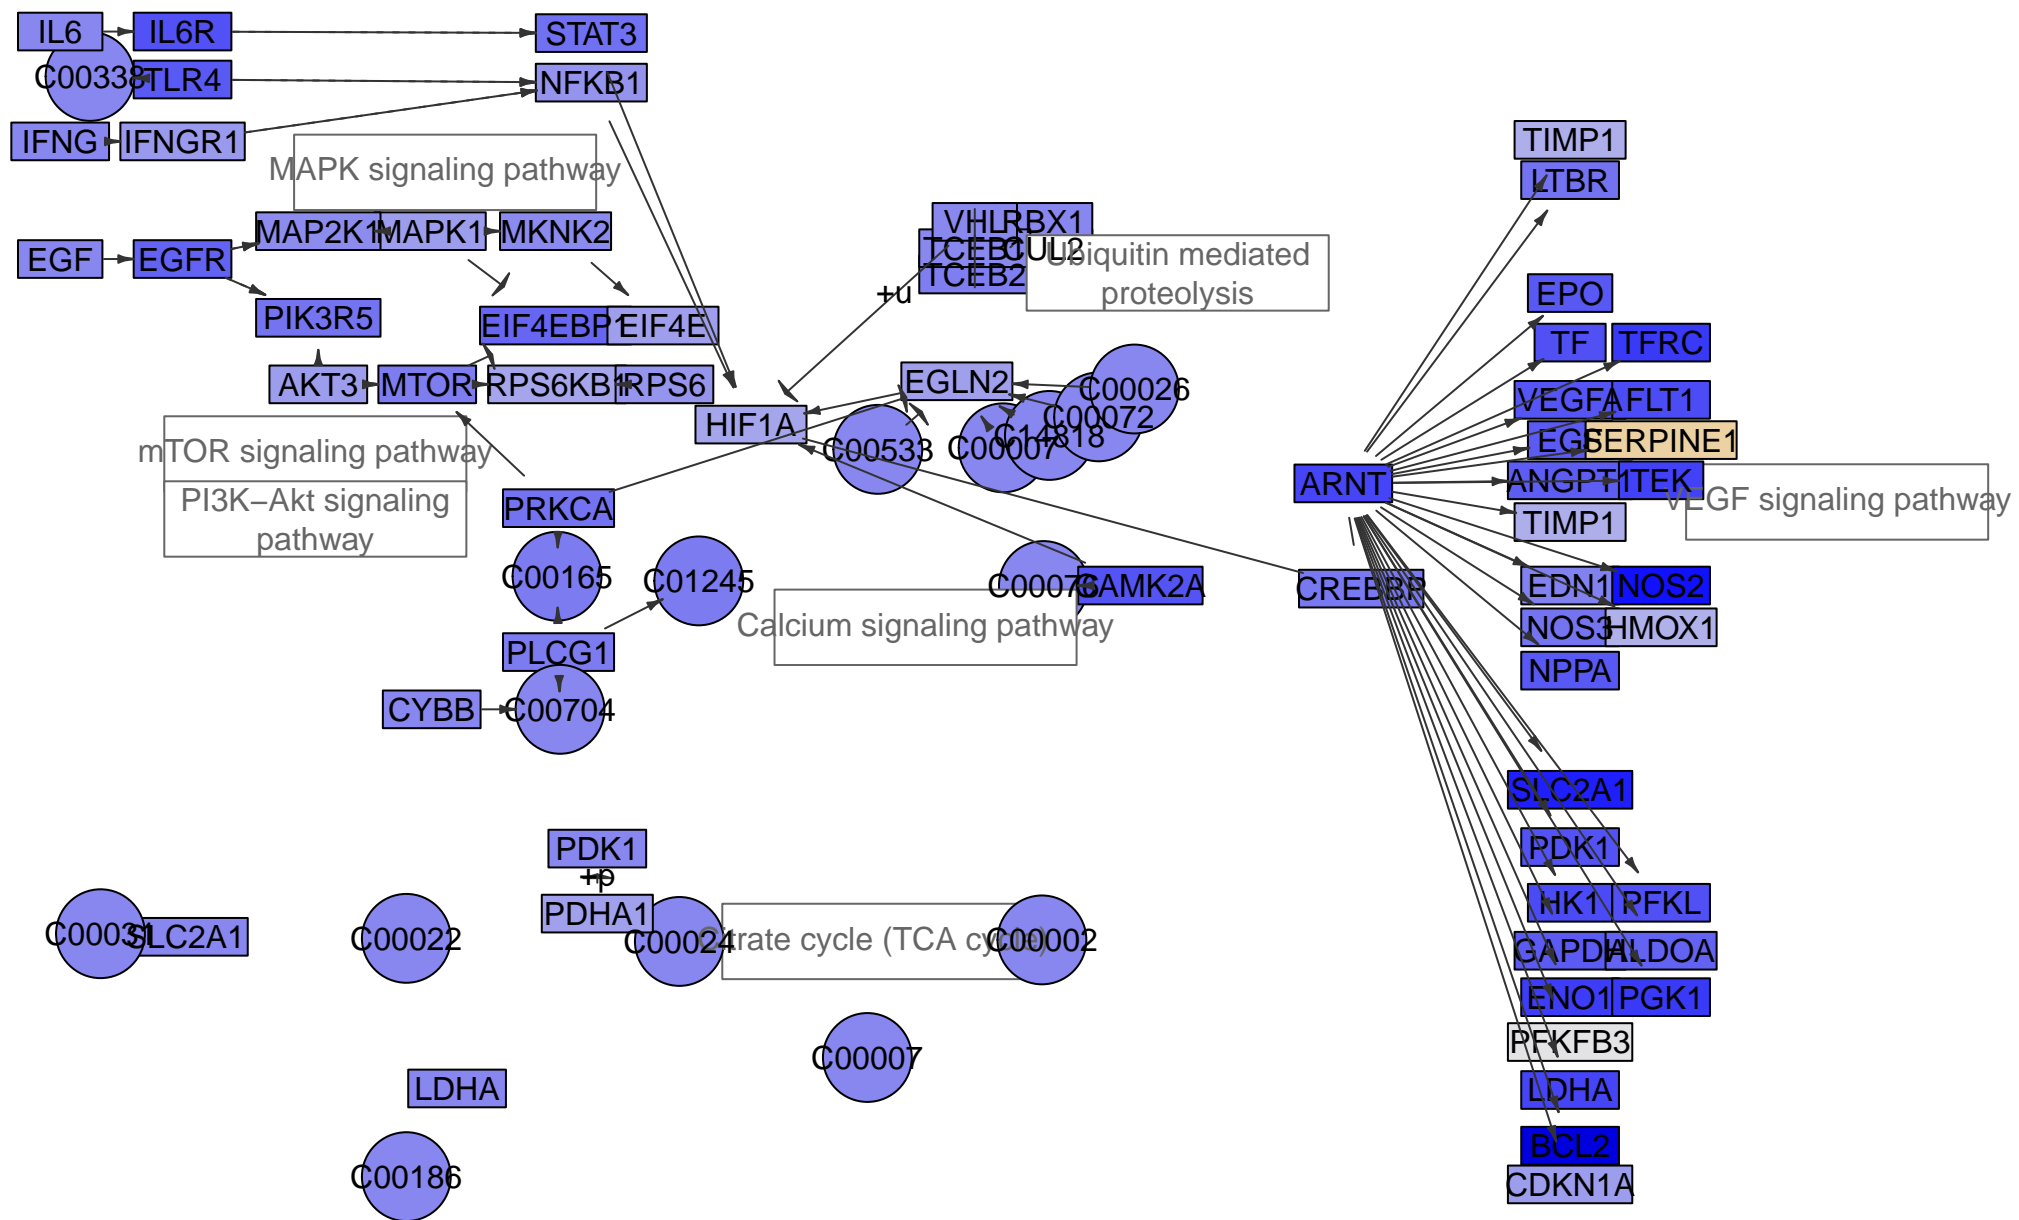 IL6
IL6R
STAT3
C00338
TLR4
NFKB1
IFNG
IFNGR1
MAPK signaling pathway
TIMP1
LTBR
MAP2K1
MAPK1
MKNK2
VHL
RBX1
TCEB1
CUL2
TCEB2
Ubiquitin mediated
proteolysis
+u
EGF
EGFR
PIK3R5
EIF4EBP1
EIF4E
EPO
TF
TFRC
AKT3
MTOR
RPS6KB1
RPS6
EGLN2
C00026
C00072
C14818
C00007
C00533
HIF1A
VEGFA
FLT1
EGF
SERPINE1
mTOR signaling pathway
PI3K−Akt signaling
pathway
PRKCA
ARNT
ANGPT1
TEK
VEGF signaling pathway
TIMP1
C00165
C01245
C00076
CAMK2A
CREBBP
EDN1
NOS2
Calcium signaling pathway
NOS3
HMOX1
PLCG1
NPPA
CYBB
C00704
SLC2A1
PDK1
+p
PDHA1
PDK1
HK1
PFKL
C00031
SLC2A1
C00022
C00024
Citrate cycle (TCA cycle)
C00002
GAPDH
ALDOA
ENO1
PGK1
C00007
PFKFB3
LDHA
LDHA
BCL2
C00186
CDKN1A